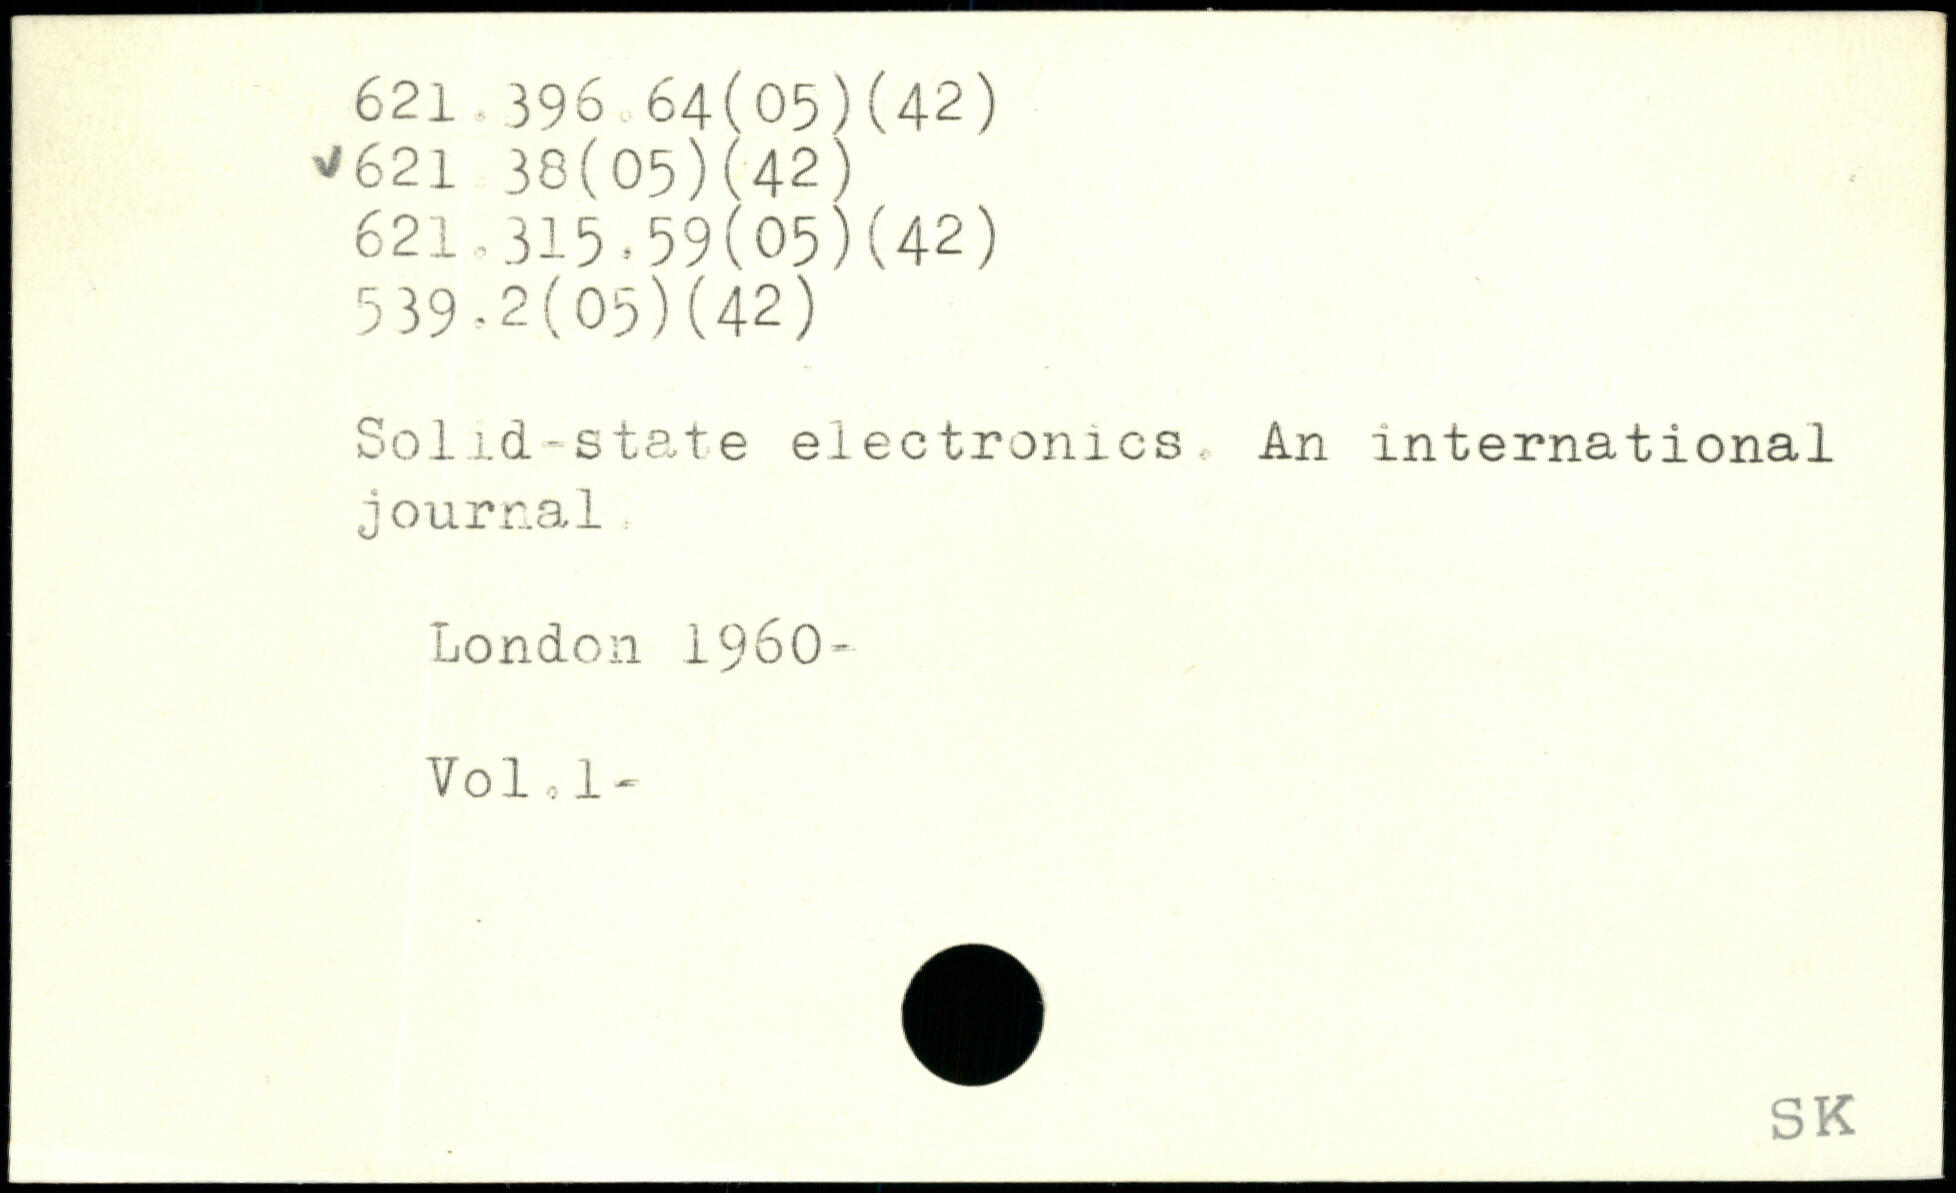 621.396.64(05)(42)
✓621.38(05)(42)
621.315.59(05)(42)
539.2(05)(42)
Solid-state electronics. An international
journal.
London 1960-
Vol.1-
SK